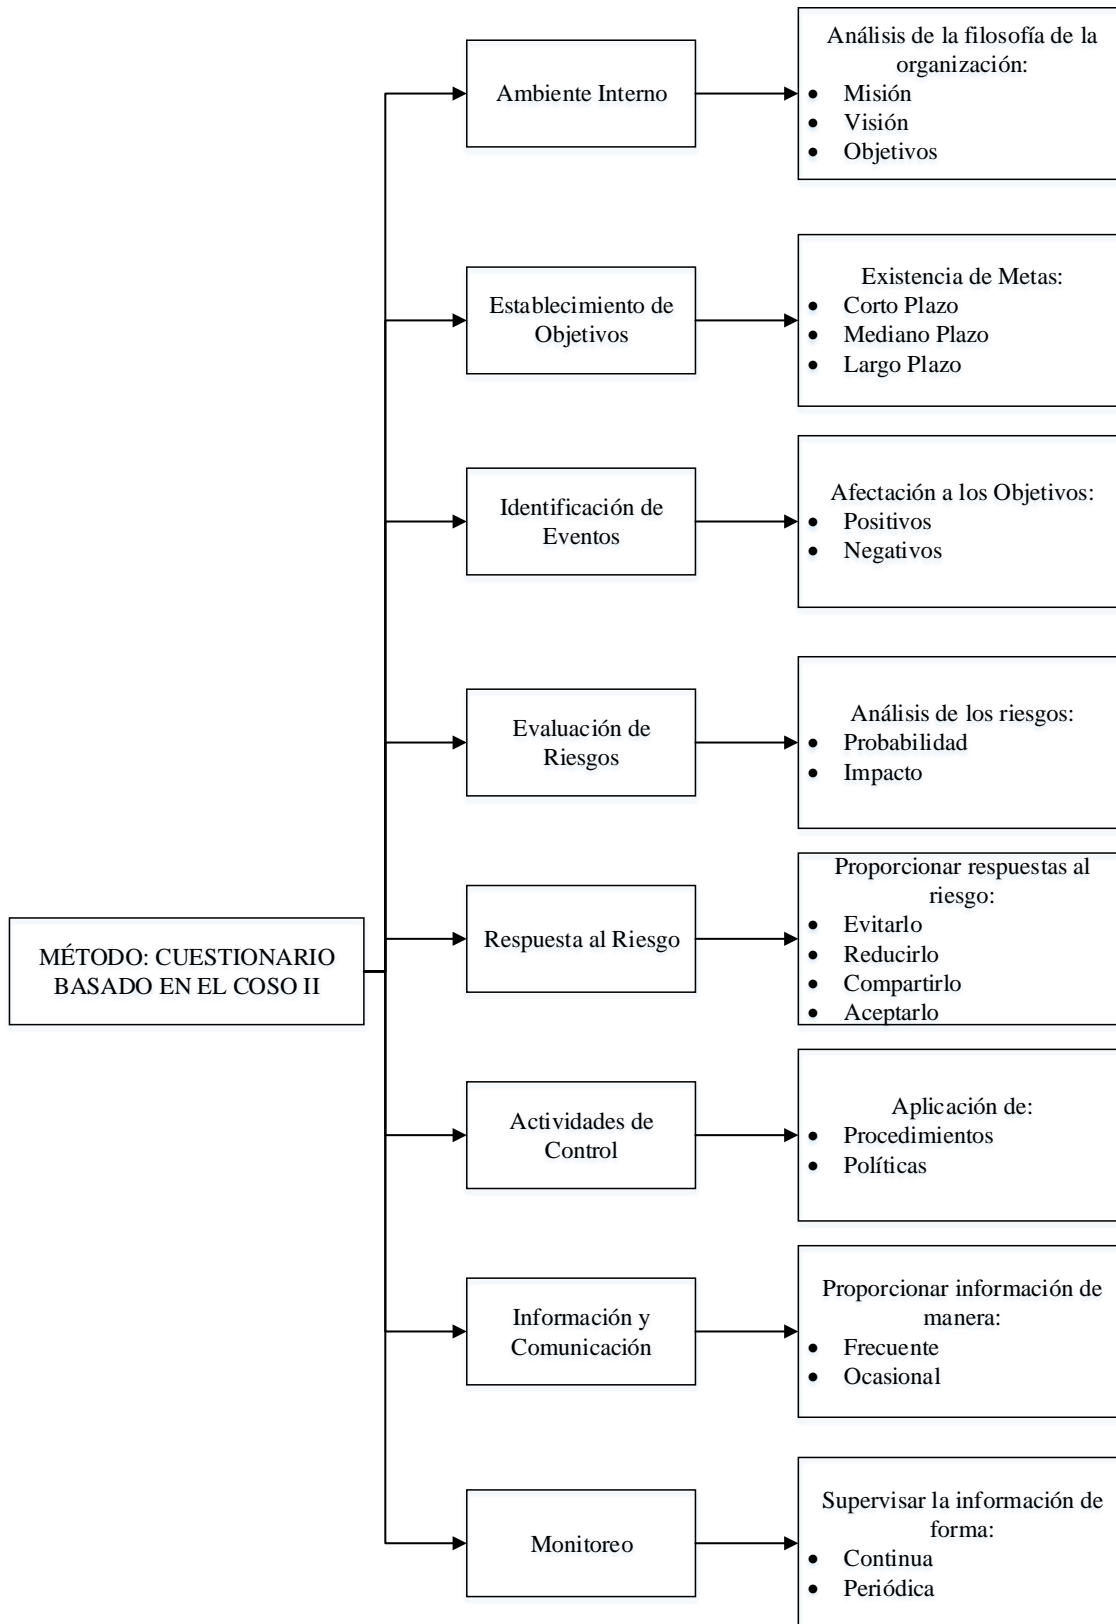 MÉTODO: CUESTIONARIO
BASADO EN EL COSO II
Ambiente Interno
Análisis de la filosofía de la
organización:
• Misión
• Visión
• Objetivos
Establecimiento de
Objetivos
Existencia de Metas:
• Corto Plazo
• Mediano Plazo
• Largo Plazo
Identificación de
Eventos
Afectación a los Objetivos:
• Positivos
• Negativos
Evaluación de
Riesgos
Análisis de los riesgos:
• Probabilidad
• Impacto
Respuesta al Riesgo
Proporcionar respuestas al
riesgo:
• Evitarlo
• Reducirlo
• Compartirlo
• Aceptarlo
Actividades de
Control
Aplicación de:
• Procedimientos
• Políticas
Información y
Comunicación
Proporcionar información de
manera:
• Frecuente
• Ocasional
Monitoreo
Supervisar la información de
forma:
• Continua
• Periódica